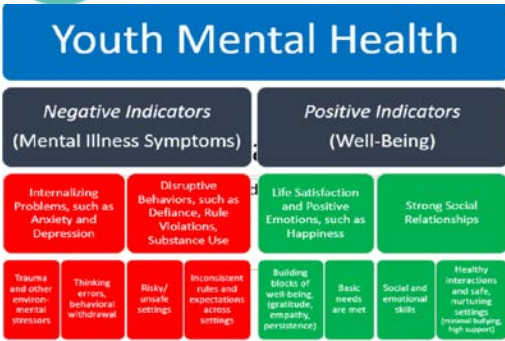 Youth Mental Health
Negative Indicators
(Mental Illness Symptoms)
Positive Indicators
(Well-Being)
Internalizing
Problems, such as
Anxiety and
Depression
Disruptive
Behaviors, such as
Defiance, Rule
Violations,
Substance Use
Life Satisfaction
and Positive
Emotions, such as
Happiness
Strong Social
Relationships
Trauma
and other
environ-
mental
stressors
Thinking
errors,
behavioral
withdrawal
Risky/
unsafe
settings
Inconsistent
rules and
expectations
across
settings
Building
blocks of
well-being,
(gratitude,
empathy,
persistence)
Basic
needs
are met
Social and
emotional
skills
Healthy
interactions
and safe,
nurturing
settings
(minimal bullying,
high support)